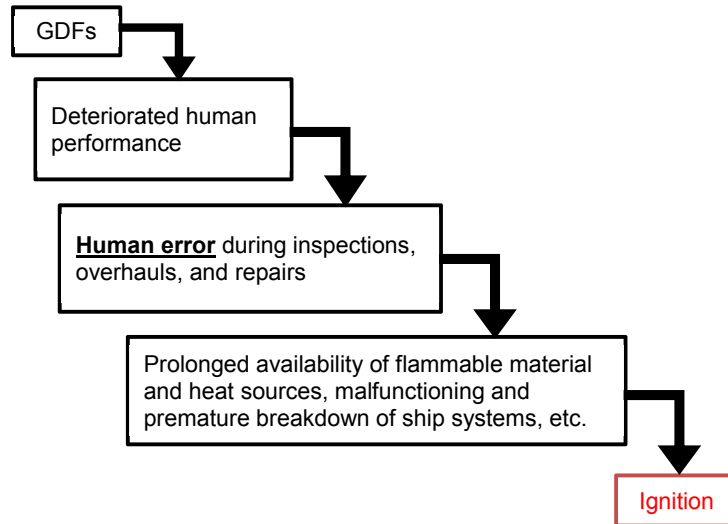 GDFs
Deteriorated human
performance
Human error during inspections,
overhauls, and repairs
Prolonged availability of flammable material
and heat sources, malfunctioning and
premature breakdown of ship systems, etc.
Ignition